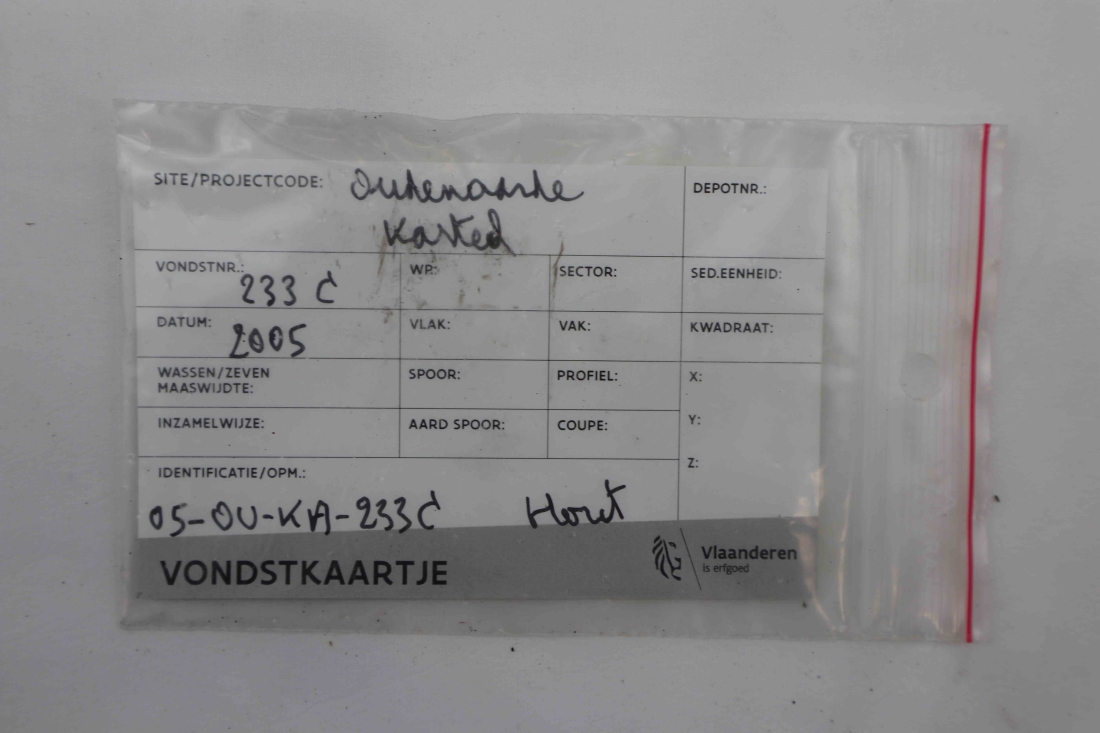 SITE/PROJECTCODE: Oudenaarde
Kasteel
DEPOTNR.:
VONDSTNR.: 233 C
WP:
SECTOR:
SED.EENHEID:
DATUM: 2005
VLAK:
VAK:
KWADRAAT:
WASSEN/ZEVEN
MAASWIJDTE:
SPOOR:
PROFIEL:
X:
INZAMELWIJZE:
AARD SPOOR:
COUPE:
Y:
Z:
IDENTIFICATIE/OPM.:
05-OU-KA-233C Hout
VONDSTKAARTJE
Vlaanderen
is erfgoed